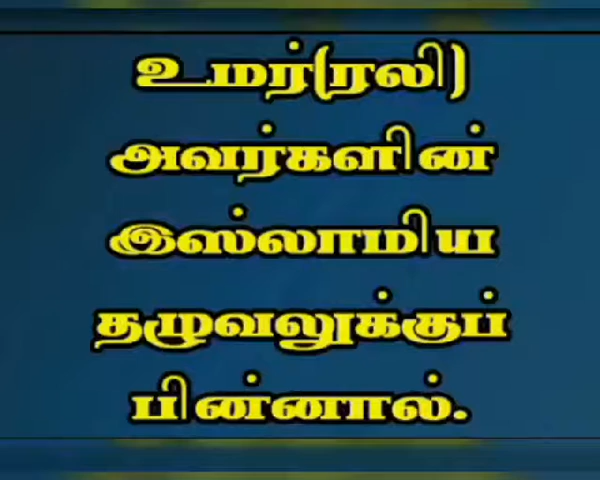 உமர்(ரலி)
அவர்களின்
இஸ்லாமிய
தழுவலுக்குப்
பின்னால்.